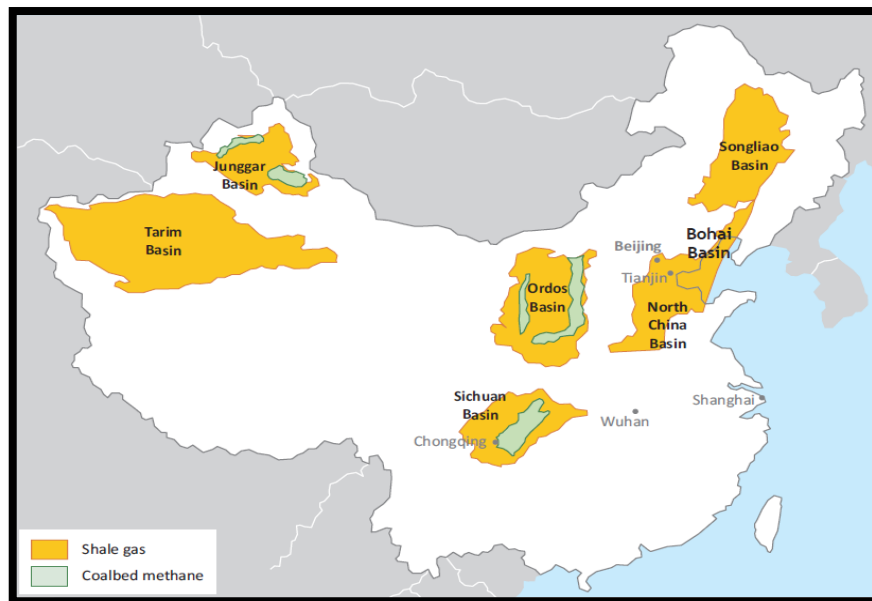 Songliao
Basin
Junggar
Basin
Tarim
Basin
Bohai
Basin
Beijing
Tianjin
Ordos
Basin
North
China
Basin
Sichuan
Basin
Shanghai
Wuhan
Chongqing
Shale gas
Coalbed methane